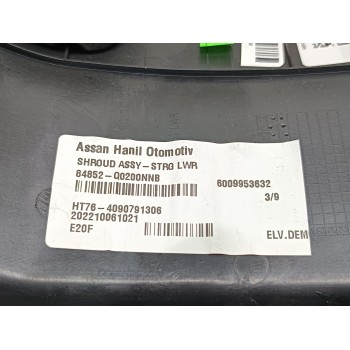 Assan Hanil Otomotiv
SHROUD ASSY-STRG LWR
84852-Q0200NNB
6009953632
3/9
HT76-4090791306
202210061021
E20F
ELV.DEM